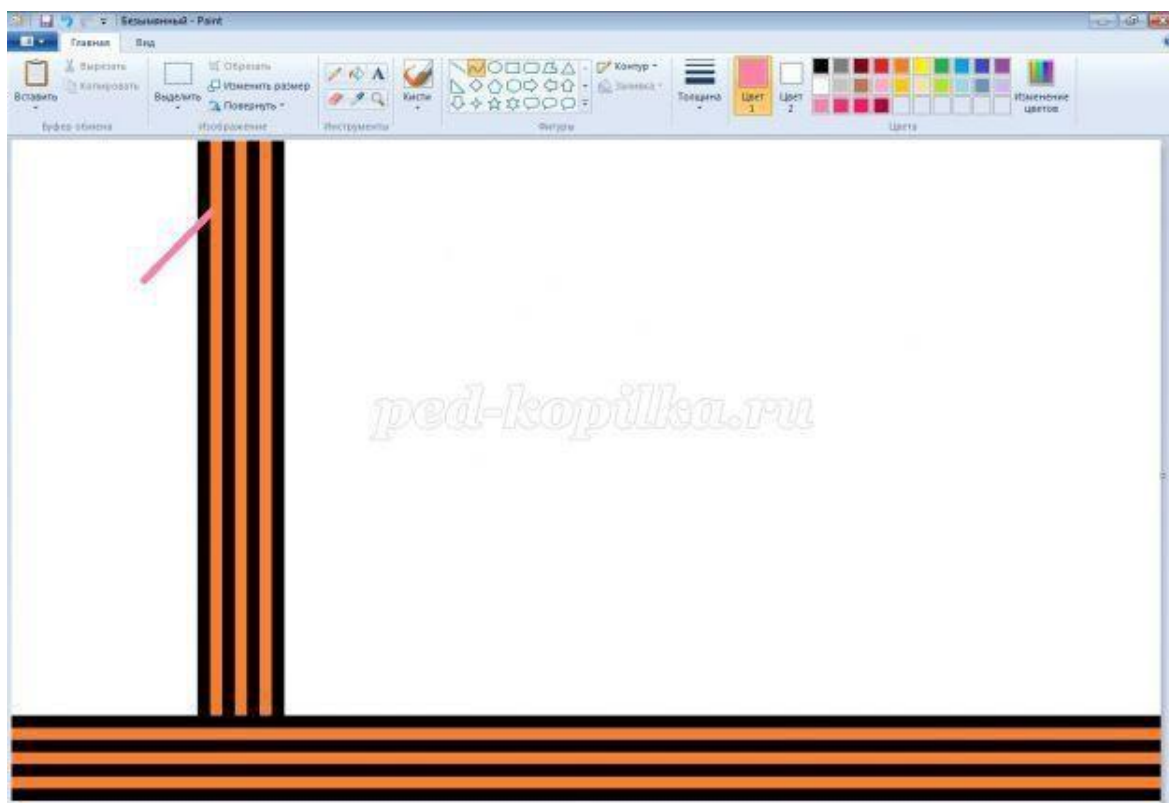 Безымянный - Paint
Главная Вид
Вставить
Вырезать
Копировать
Буфер обмена
Выделить
Обрезать
Изменить размер
Повернуть
Изображение
A
Инструменты
Кисти
Контур
Заливка
Фигуры
Толщина
Цвет 1
Цвет 2
Изменение цветов
Цвета
ped-kopilka.ru